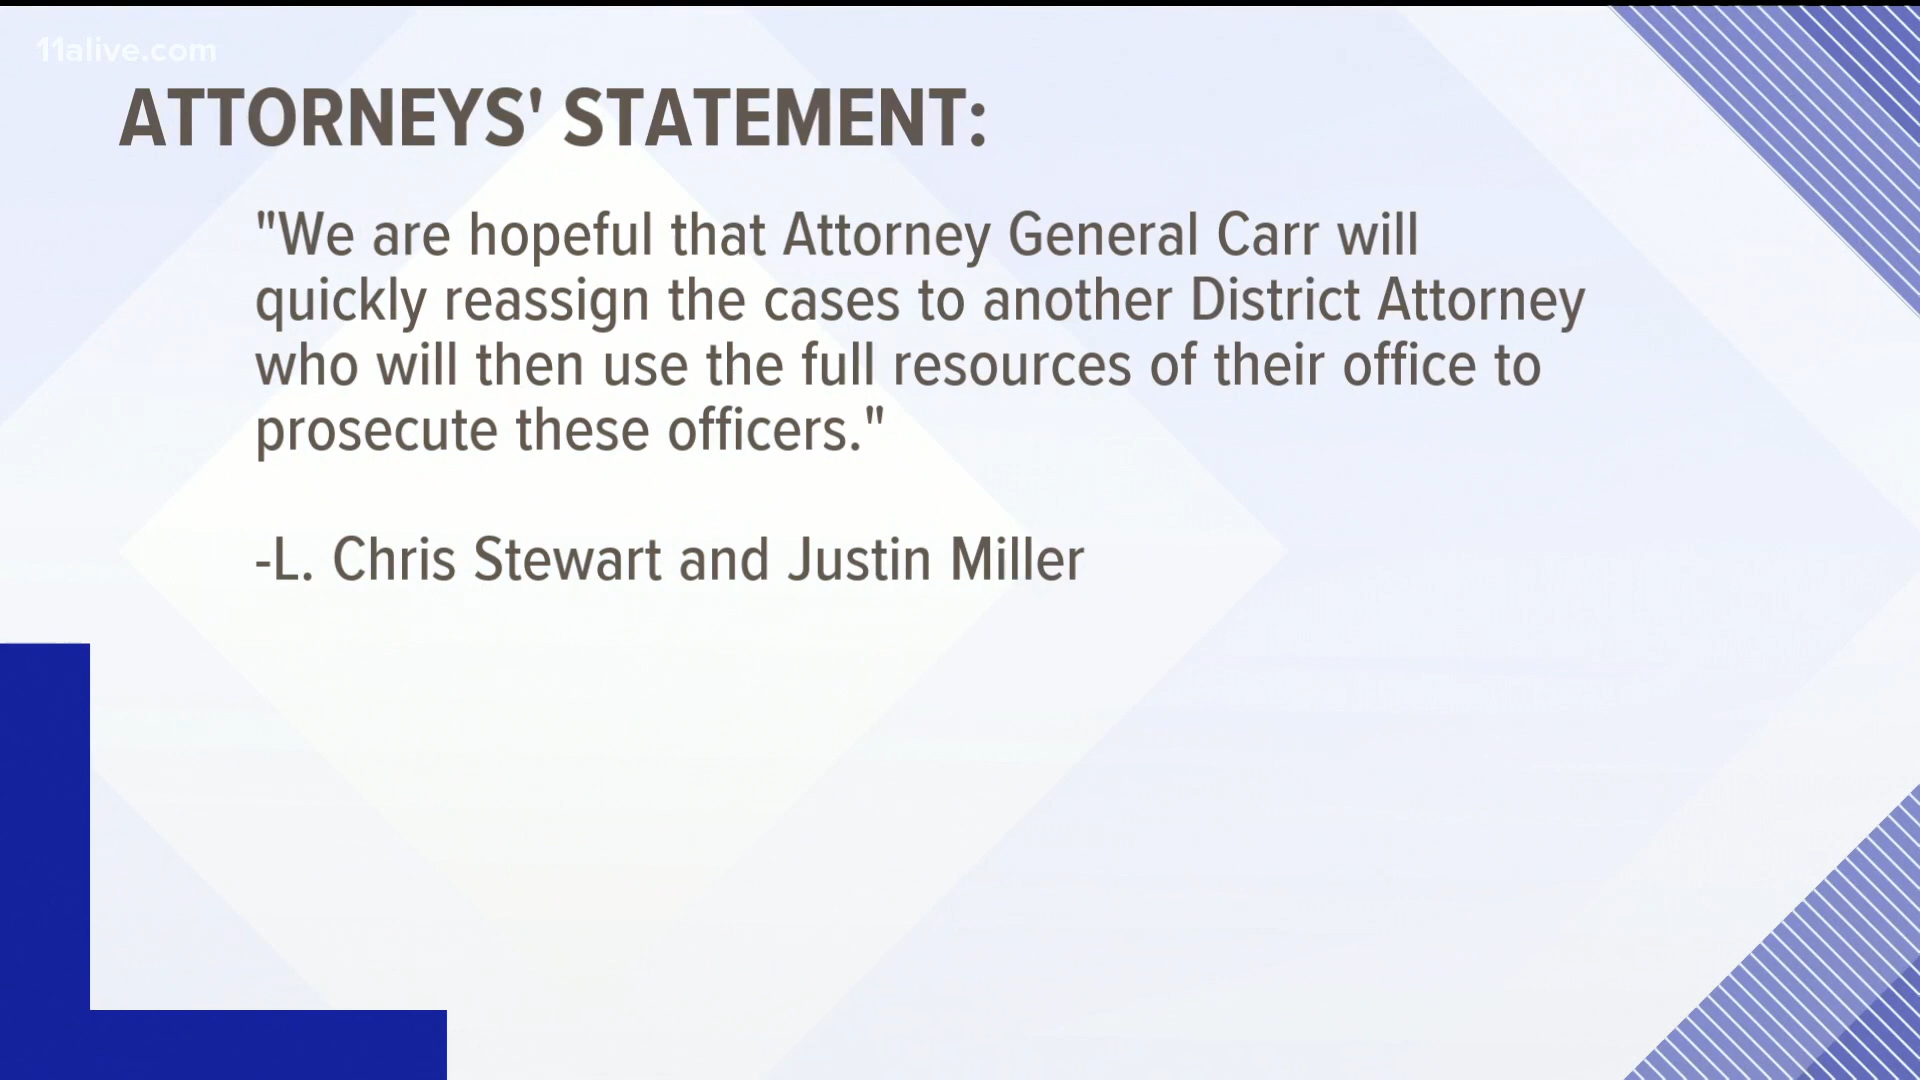 11alive.com
ATTORNEYS' STATEMENT:
"We are hopeful that Attorney General Carr will
quickly reassign the cases to another District Attorney
who will then use the full resources of their office to
prosecute these officers."
-L. Chris Stewart and Justin Miller